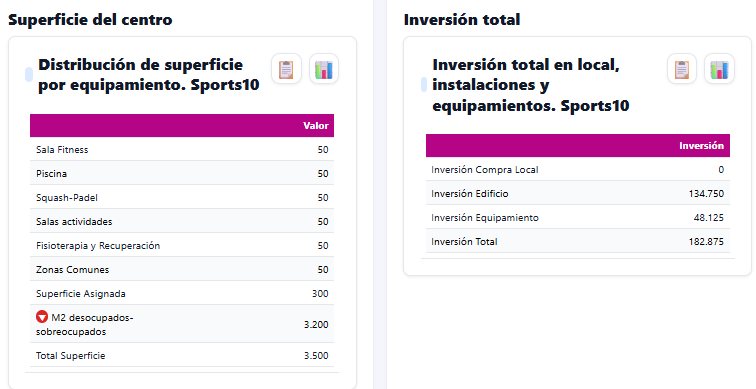 Superficie del centro
Distribución de superficie
por equipamiento. Sports10
Valor
Sala Fitness 50
Piscina 50
Squash-Padel 50
Salas actividades 50
Fisioterapia y Recuperación 50
Zonas Comunes 50
Superficie Asignada 300
M2 desocupados-
sobreocupados 3.200
Total Superficie 3.500
Inversión total
Inversión total en local,
instalaciones y
equipamientos. Sports10
Inversión
Inversión Compra Local 0
Inversión Edificio 134.750
Inversión Equipamiento 48.125
Inversión Total 182.875